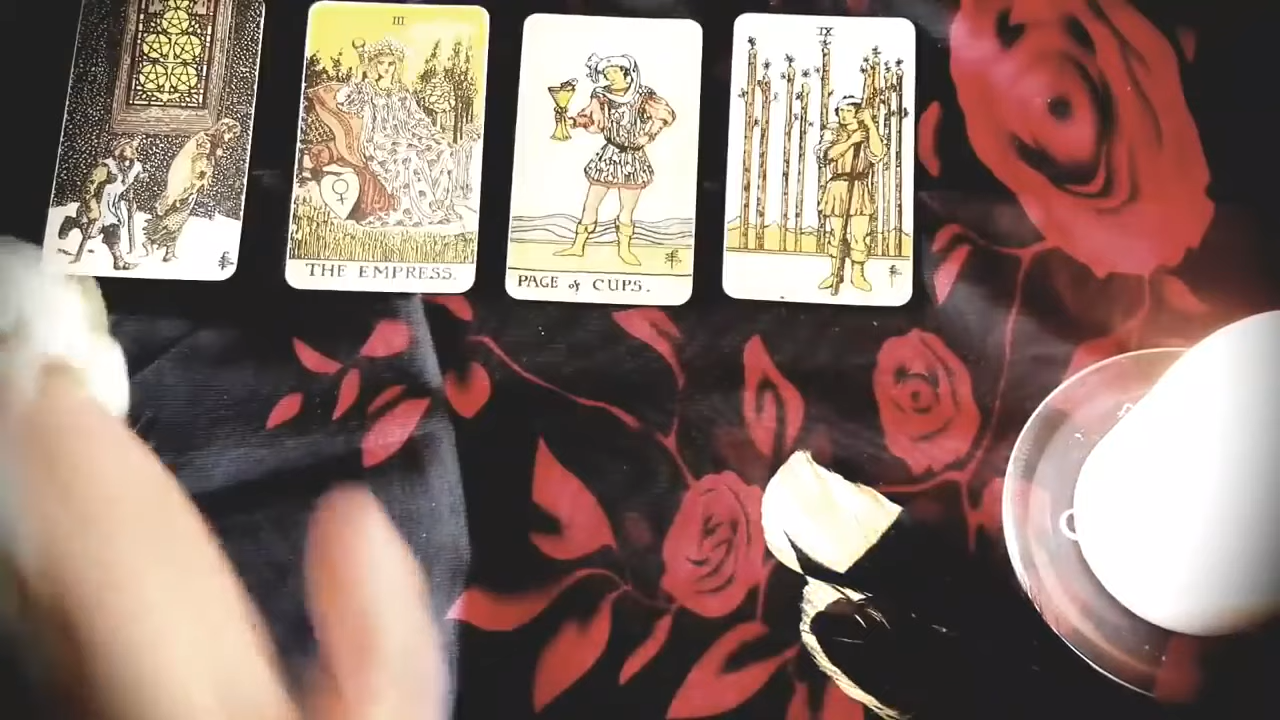 III
THE EMPRESS.
PAGE of CUPS.
IX